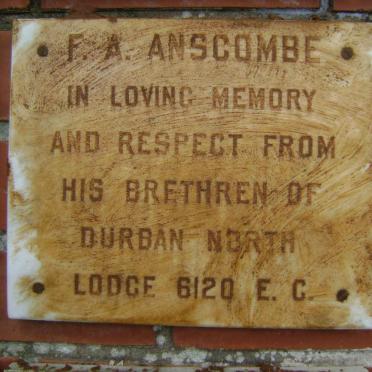 F. A. ANSCOMBE
IN LOVING MEMORY
AND RESPECT FROM
HIS BRETHREN OF
DURBAN NORTH
LODGE 6120 E. C.